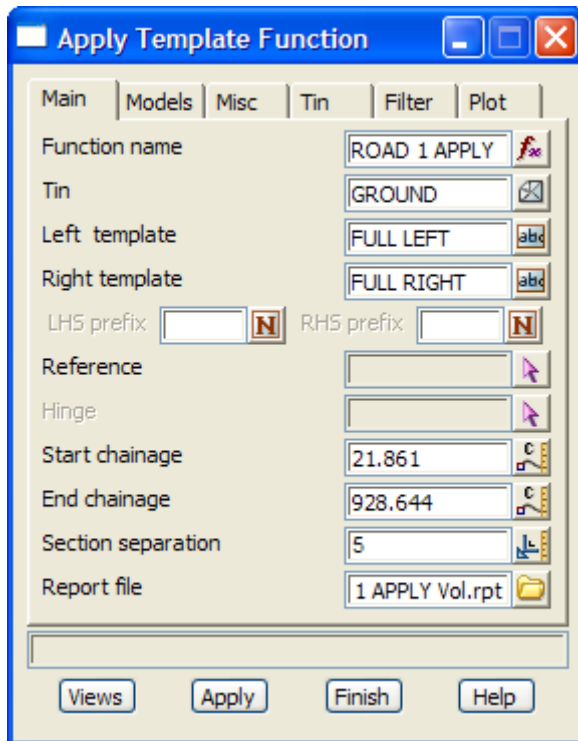 Apply Template Function
Main Models Misc Tin Filter Plot
Function name ROAD 1 APPLY
Tin GROUND
Left template FULL LEFT abc
Right template FULL RIGHT abc
LHS prefix N RHS prefix N
Reference
Hinge
Start chainage 21.861 C
End chainage 928.644 C
Section separation 5
Report file 1 APPLY Vol.rpt
Views Apply Finish Help